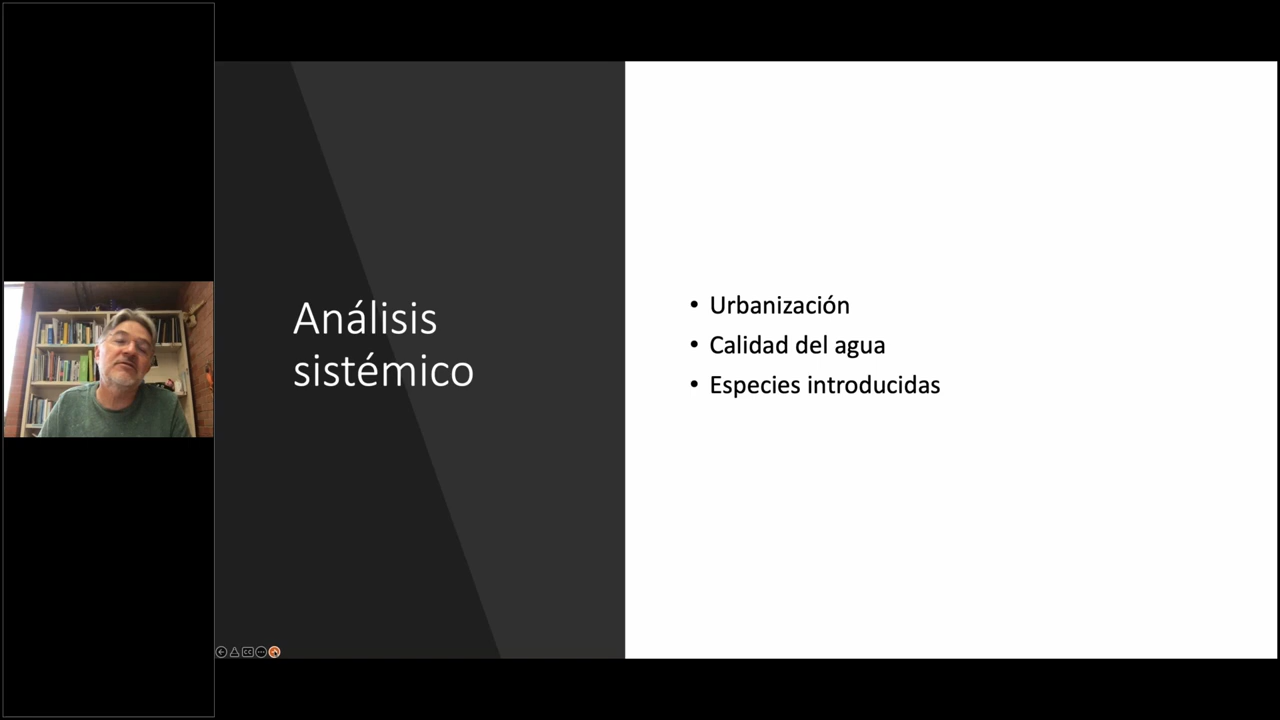 Análisis
sistémico
• Urbanización
• Calidad del agua
• Especies introducidas